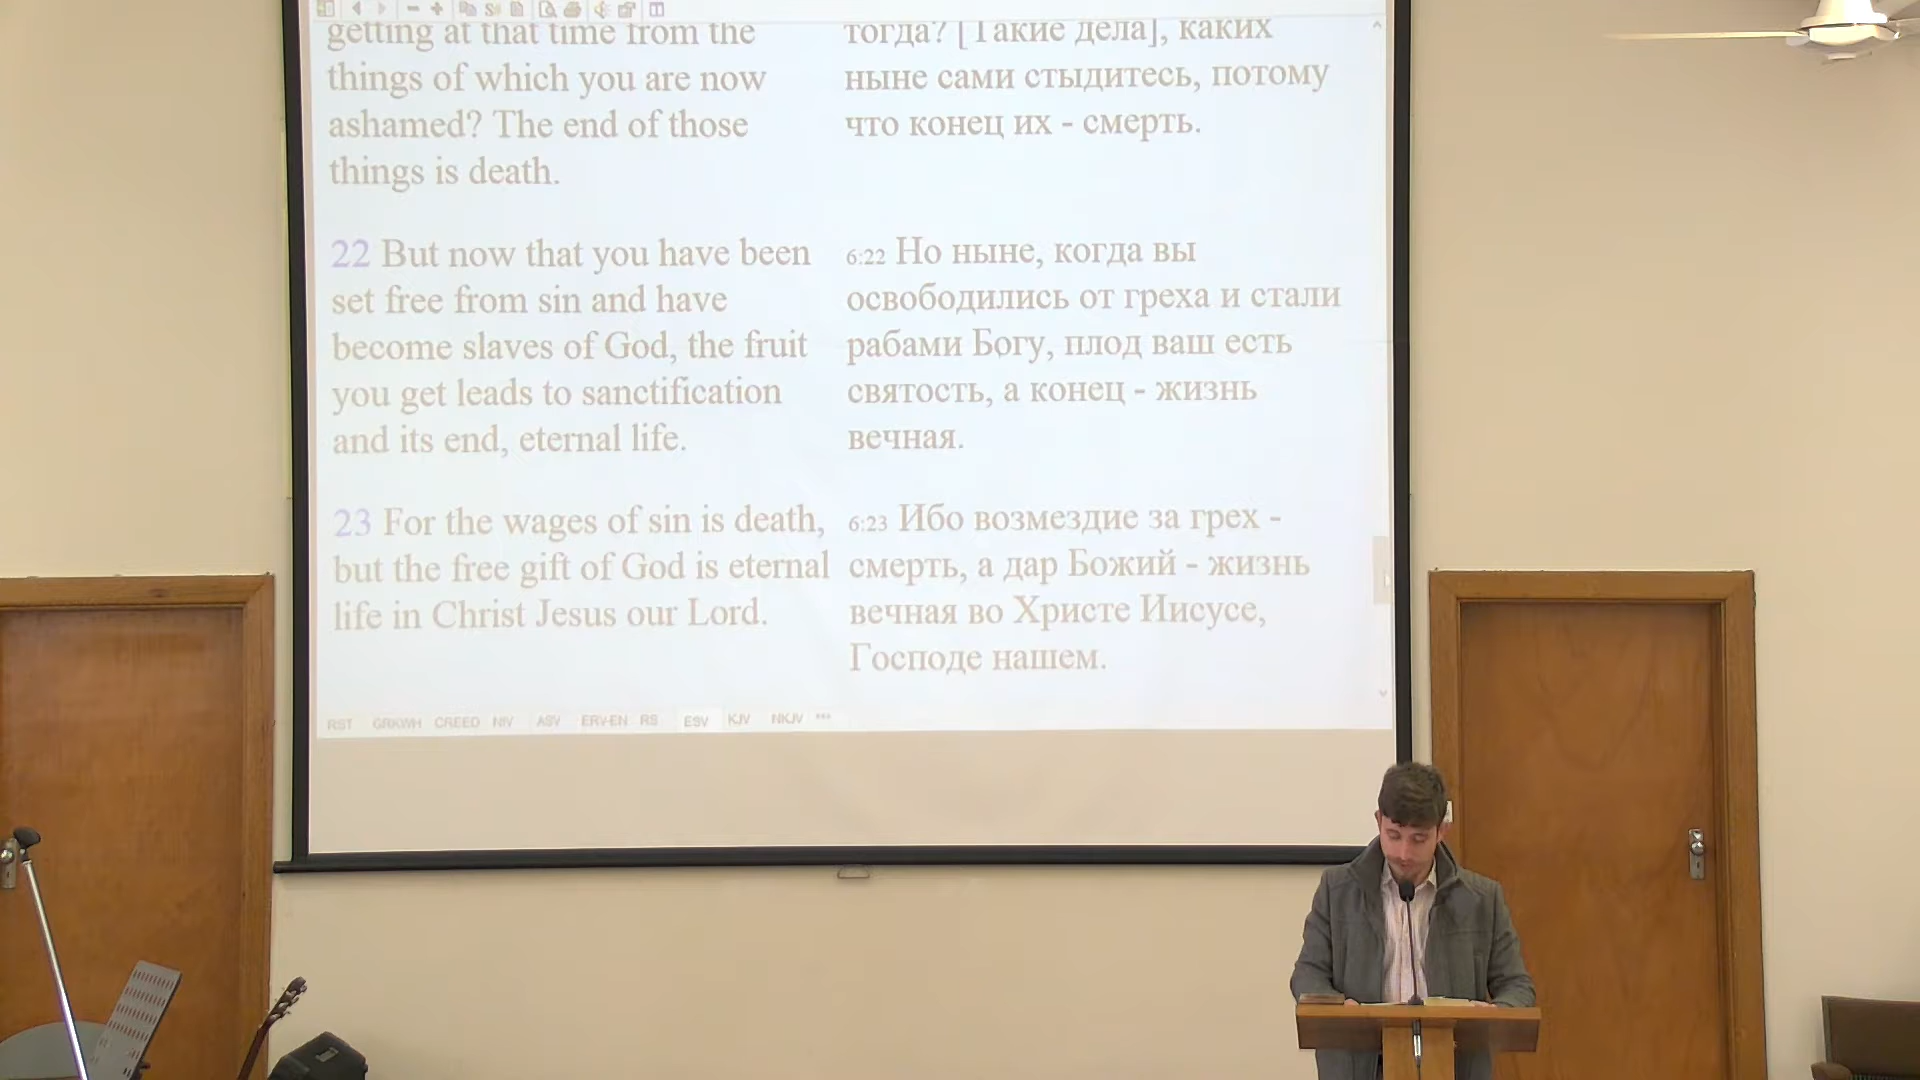 getting at that time from the
things of which you are now
ashamed? The end of those
things is death.
22 But now that you have been
set free from sin and have
become slaves of God, the fruit
you get leads to sanctification
and its end, eternal life.
23 For the wages of sin is death,
but the free gift of God is eternal
life in Christ Jesus our Lord.
тогда? [Такие дела], каких
ныне сами стыдитесь, потому
что конец их - смерть.
6:22 Но ныне, когда вы
освободились от греха и стали
рабами Богу, плод ваш есть
святость, а конец - жизнь
вечная.
6:23 Ибо возмездие за грех -
смерть, а дар Божий - жизнь
вечная во Христе Иисусе,
Господе нашем.
RST GRKWH CREED NIV ASV ERV-EN RS ESV KJV NKJV ***